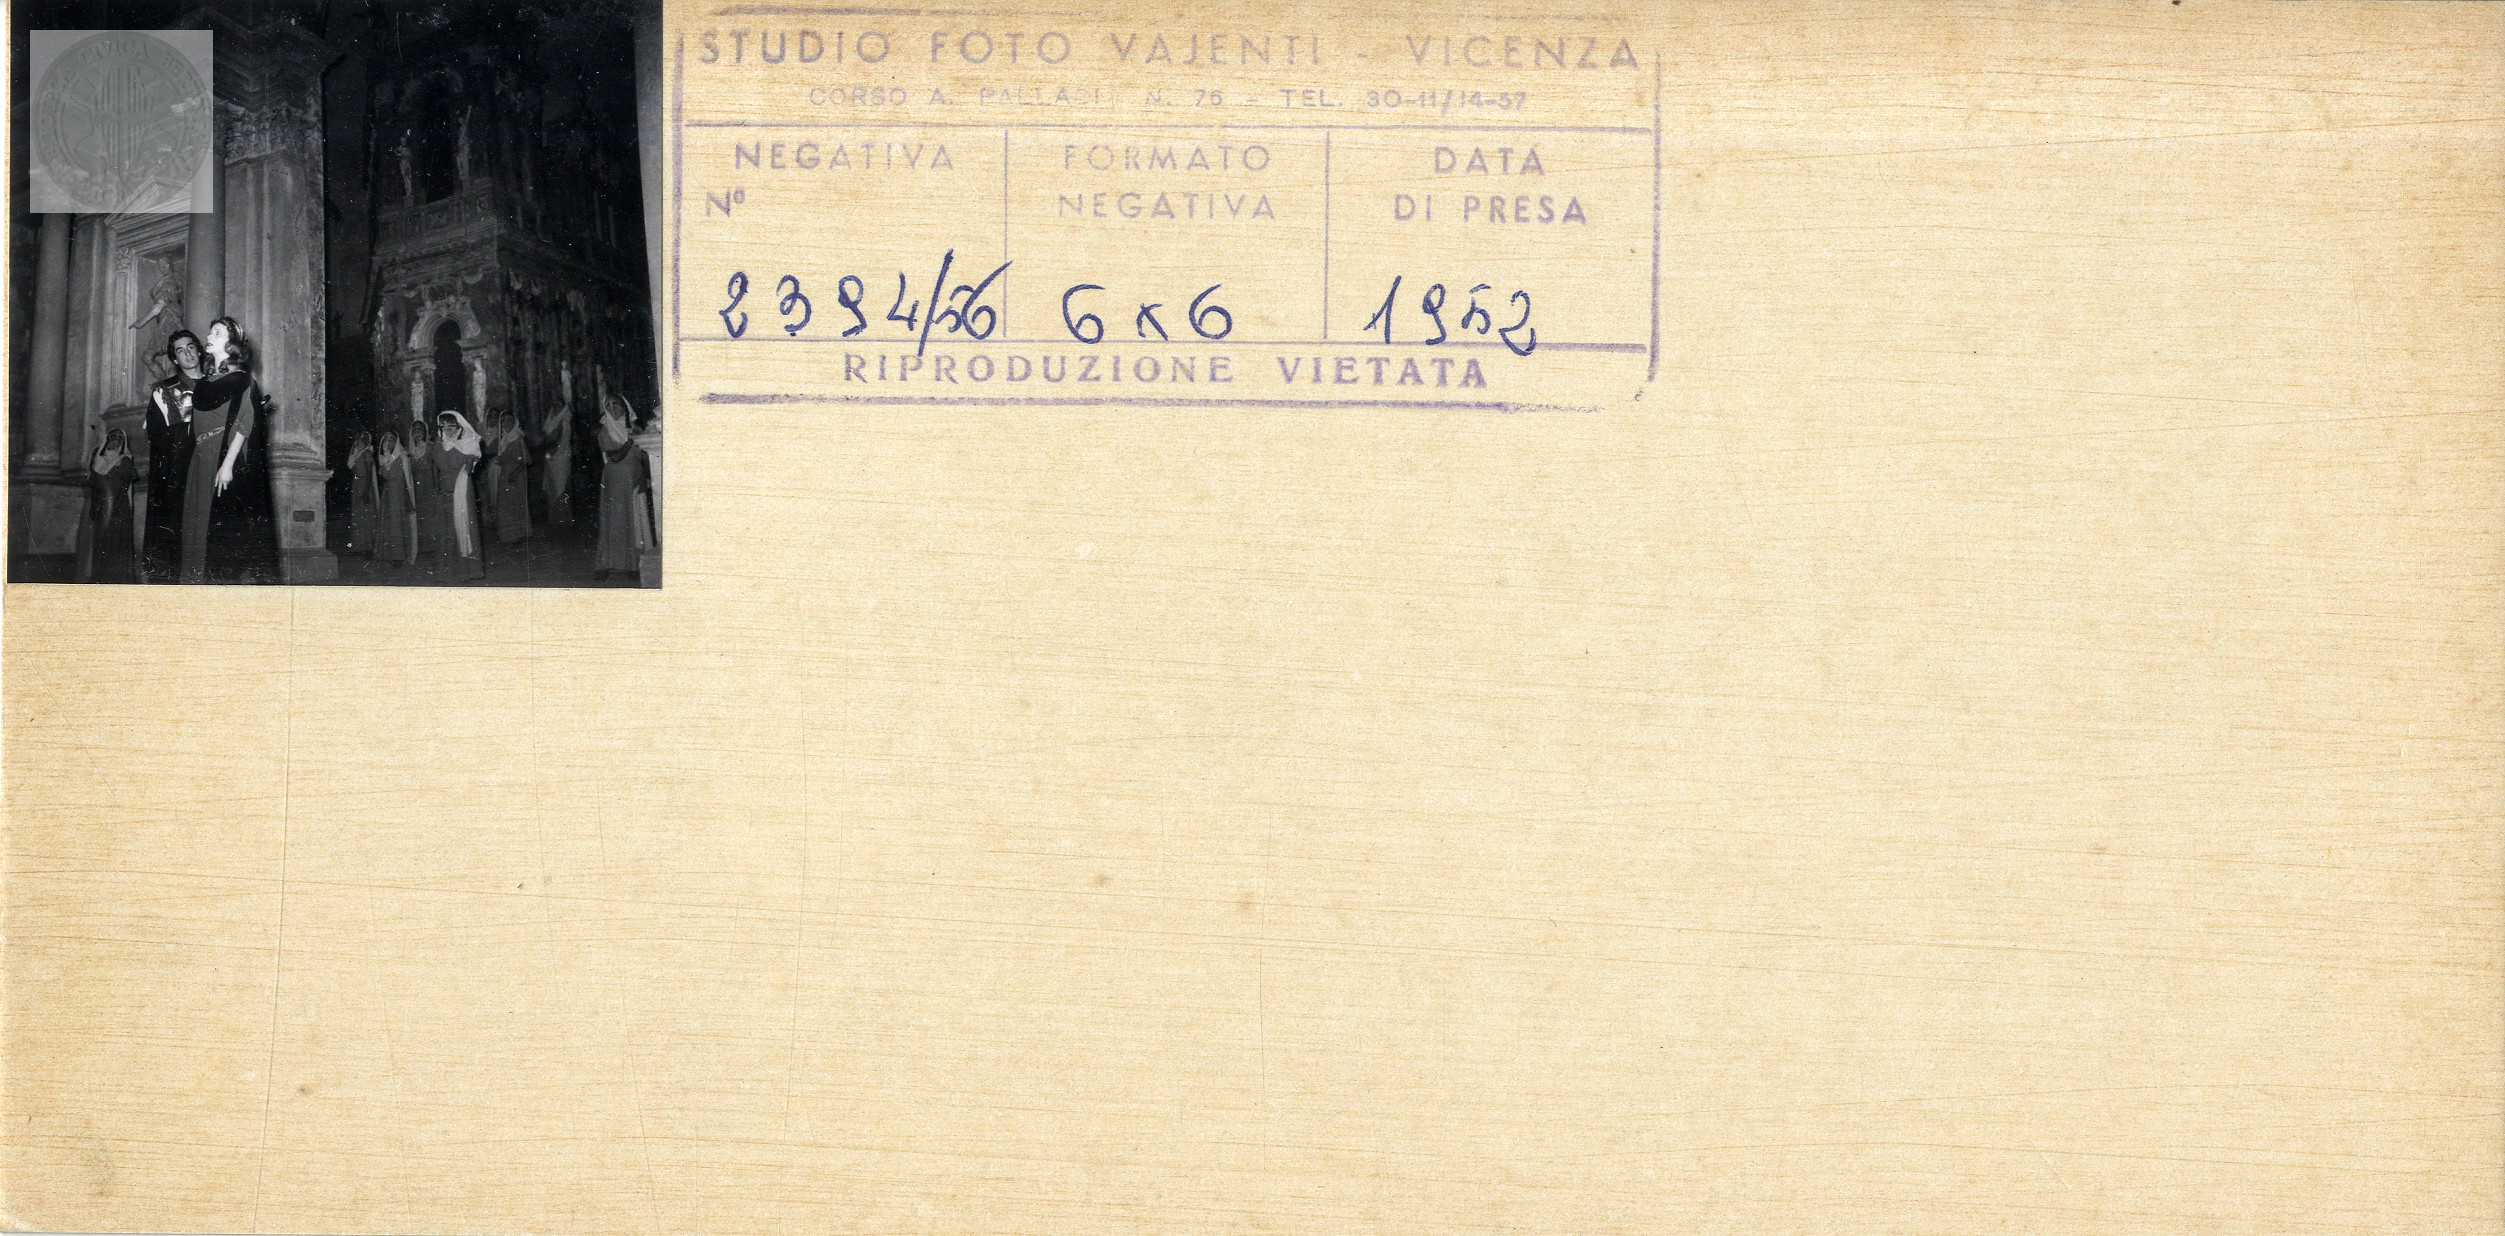 STUDIO FOTO VAJENTI - VICENZA
CORSO A. PALLADIO N. 76 - TEL. 30-11/14-57
NEGATIVA
Nº
FORMATO
NEGATIVA
DATA
DI PRESA
2394/56
6x6
1952
RIPRODUZIONE VIETATA